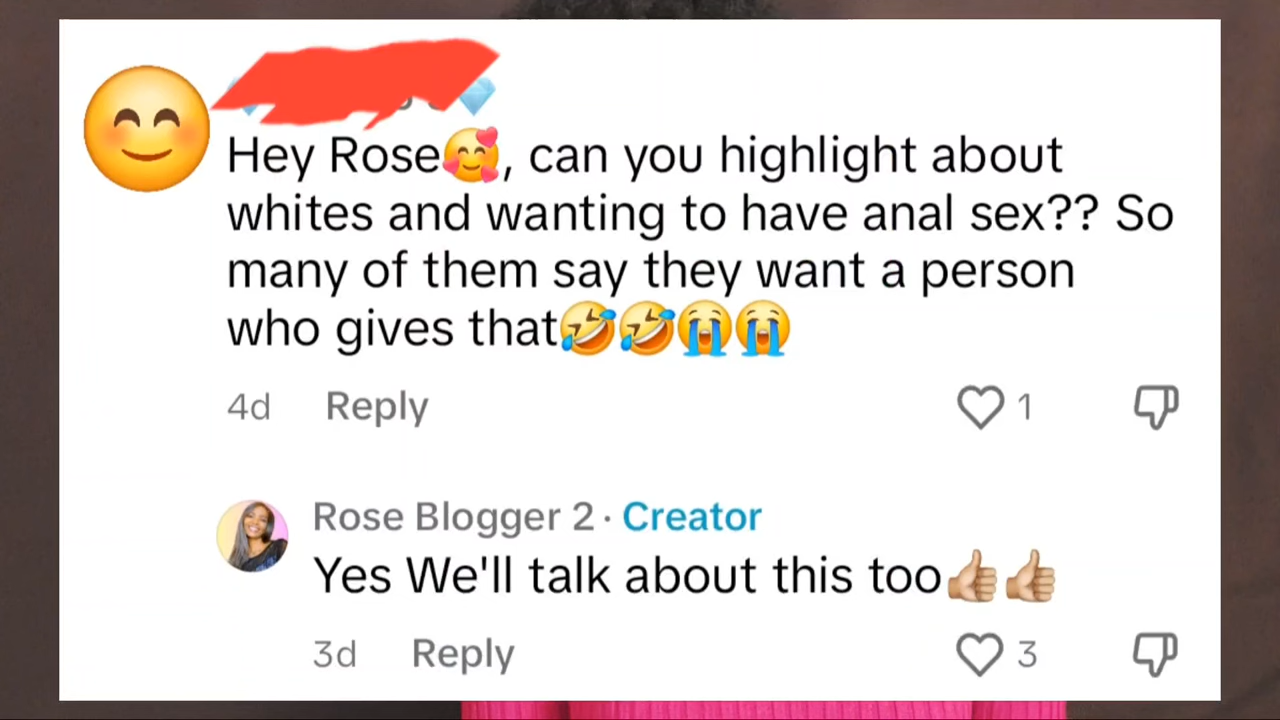 Hey Rose🥰, can you highlight about
whites and wanting to have anal sex?? So
many of them say they want a person
who gives that🤣🤣😭😭
4d Reply 1
Rose Blogger 2 · Creator
Yes We'll talk about this too👍🏼👍🏼
3d Reply 3